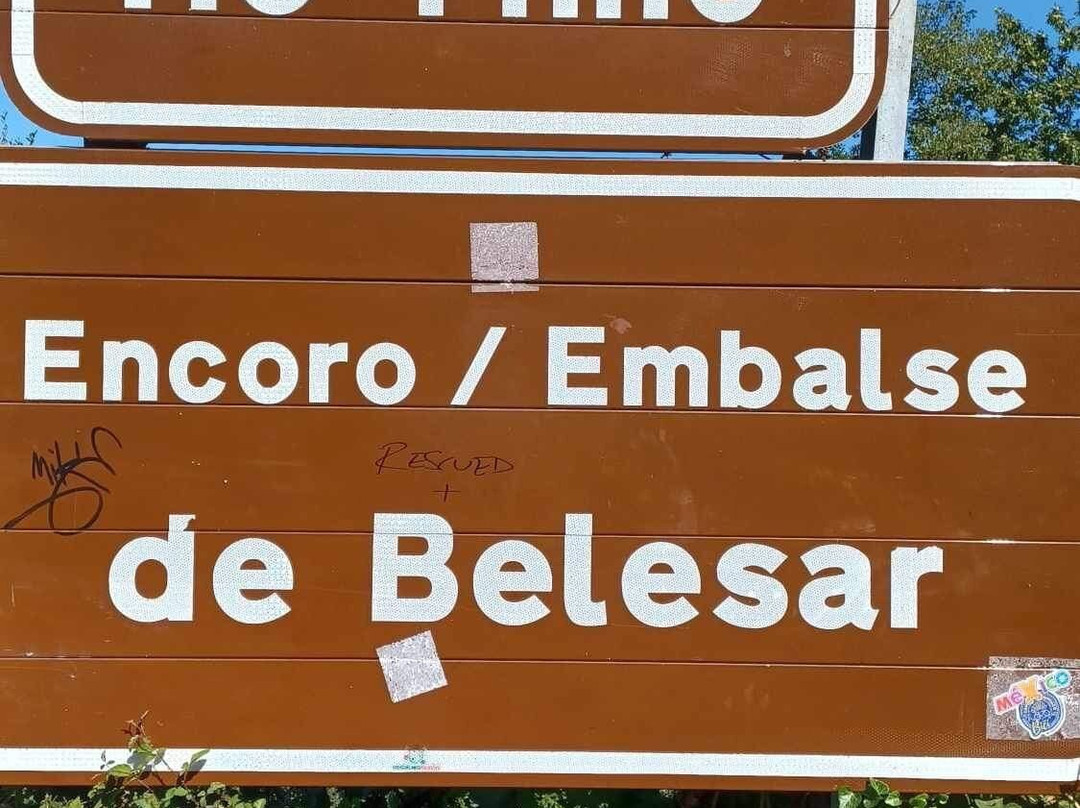 Encoro / Embalse
RESCUED
+
de Belesar
MéXICO